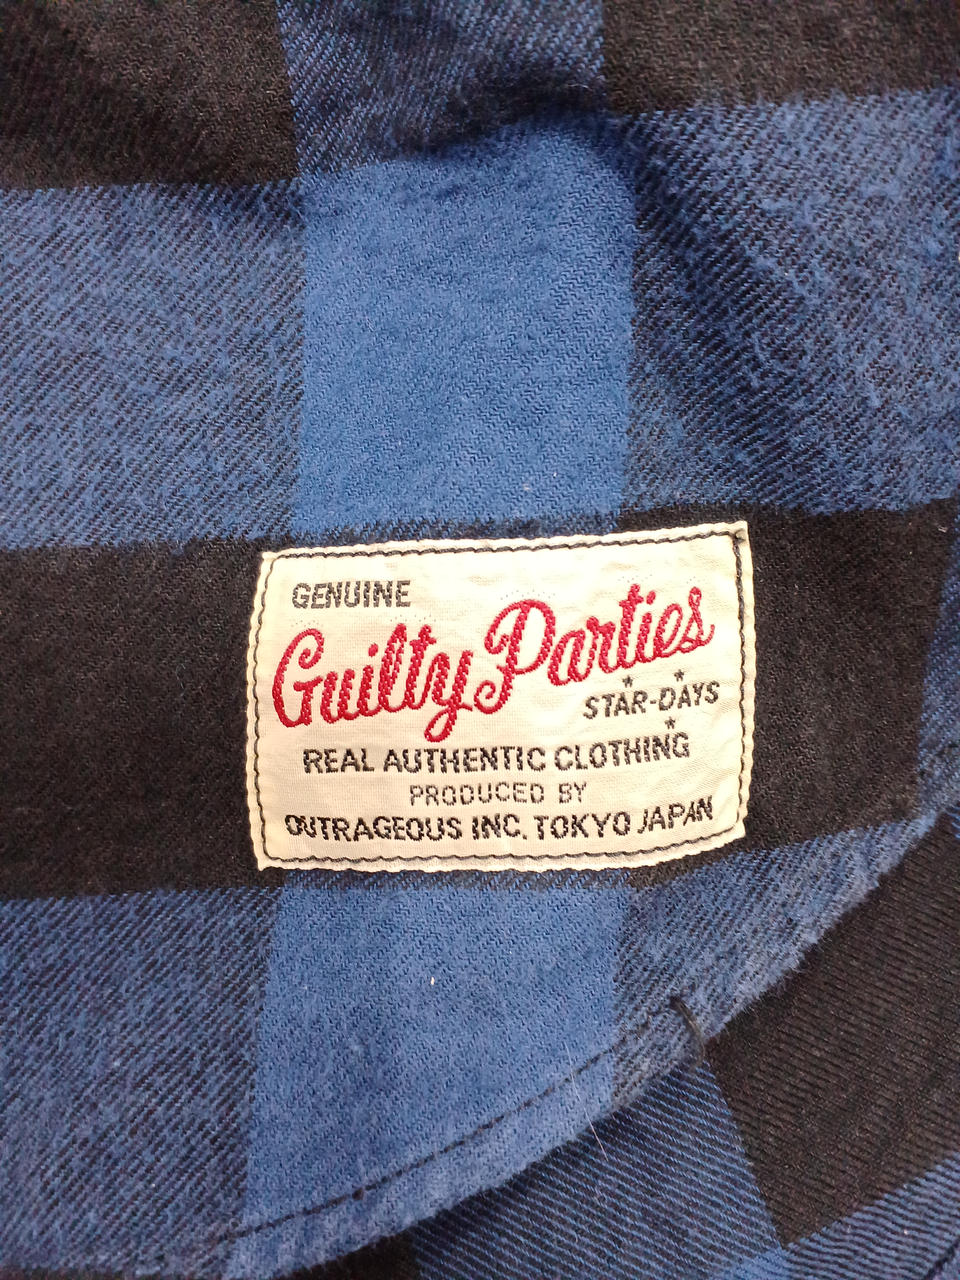 GENUINE
Guilty Parties
STAR-DAYS
REAL AUTHENTIC CLOTHING
PRODUCED BY
OUTRAGEOUS INC. TOKYO JAPAN